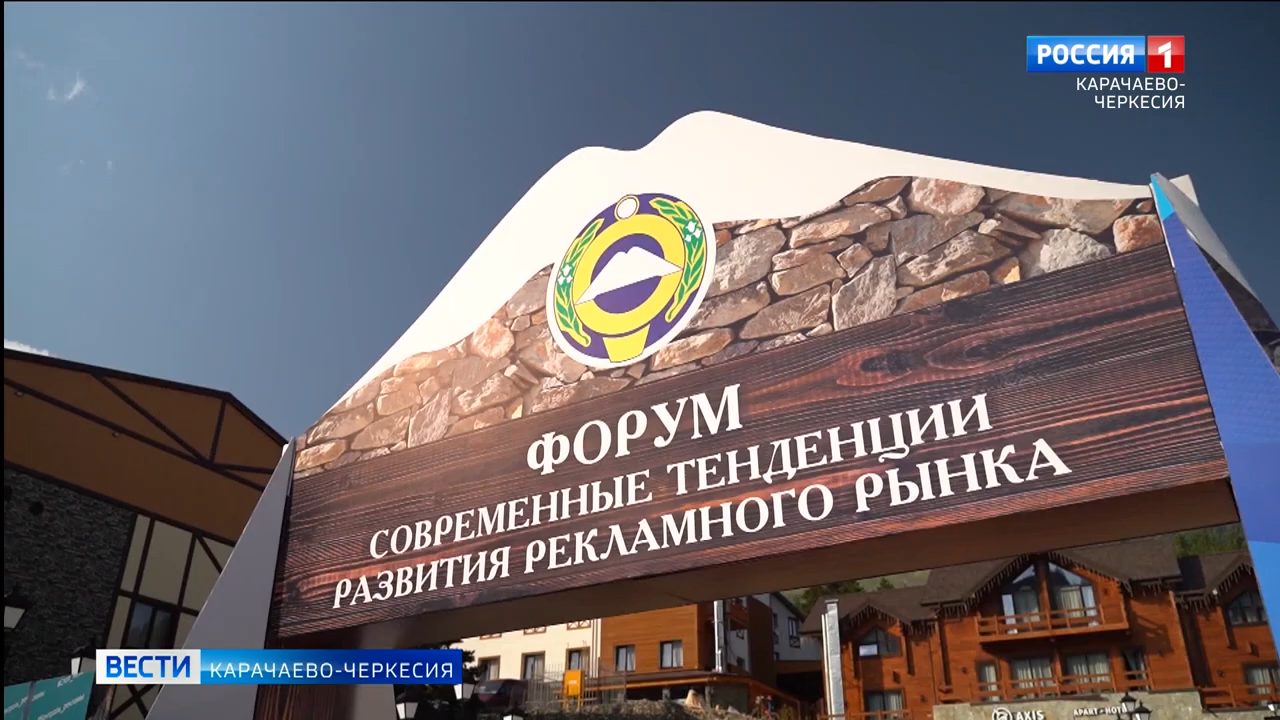 РОССИЯ 1
КАРАЧАЕВО-
ЧЕРКЕСИЯ
ФОРУМ
СОВРЕМЕННЫЕ ТЕНДЕНЦИИ
РАЗВИТИЯ РЕКЛАМНОГО РЫНКА
ВЕСТИ КАРАЧАЕВО-ЧЕРКЕСИЯ
AXIS